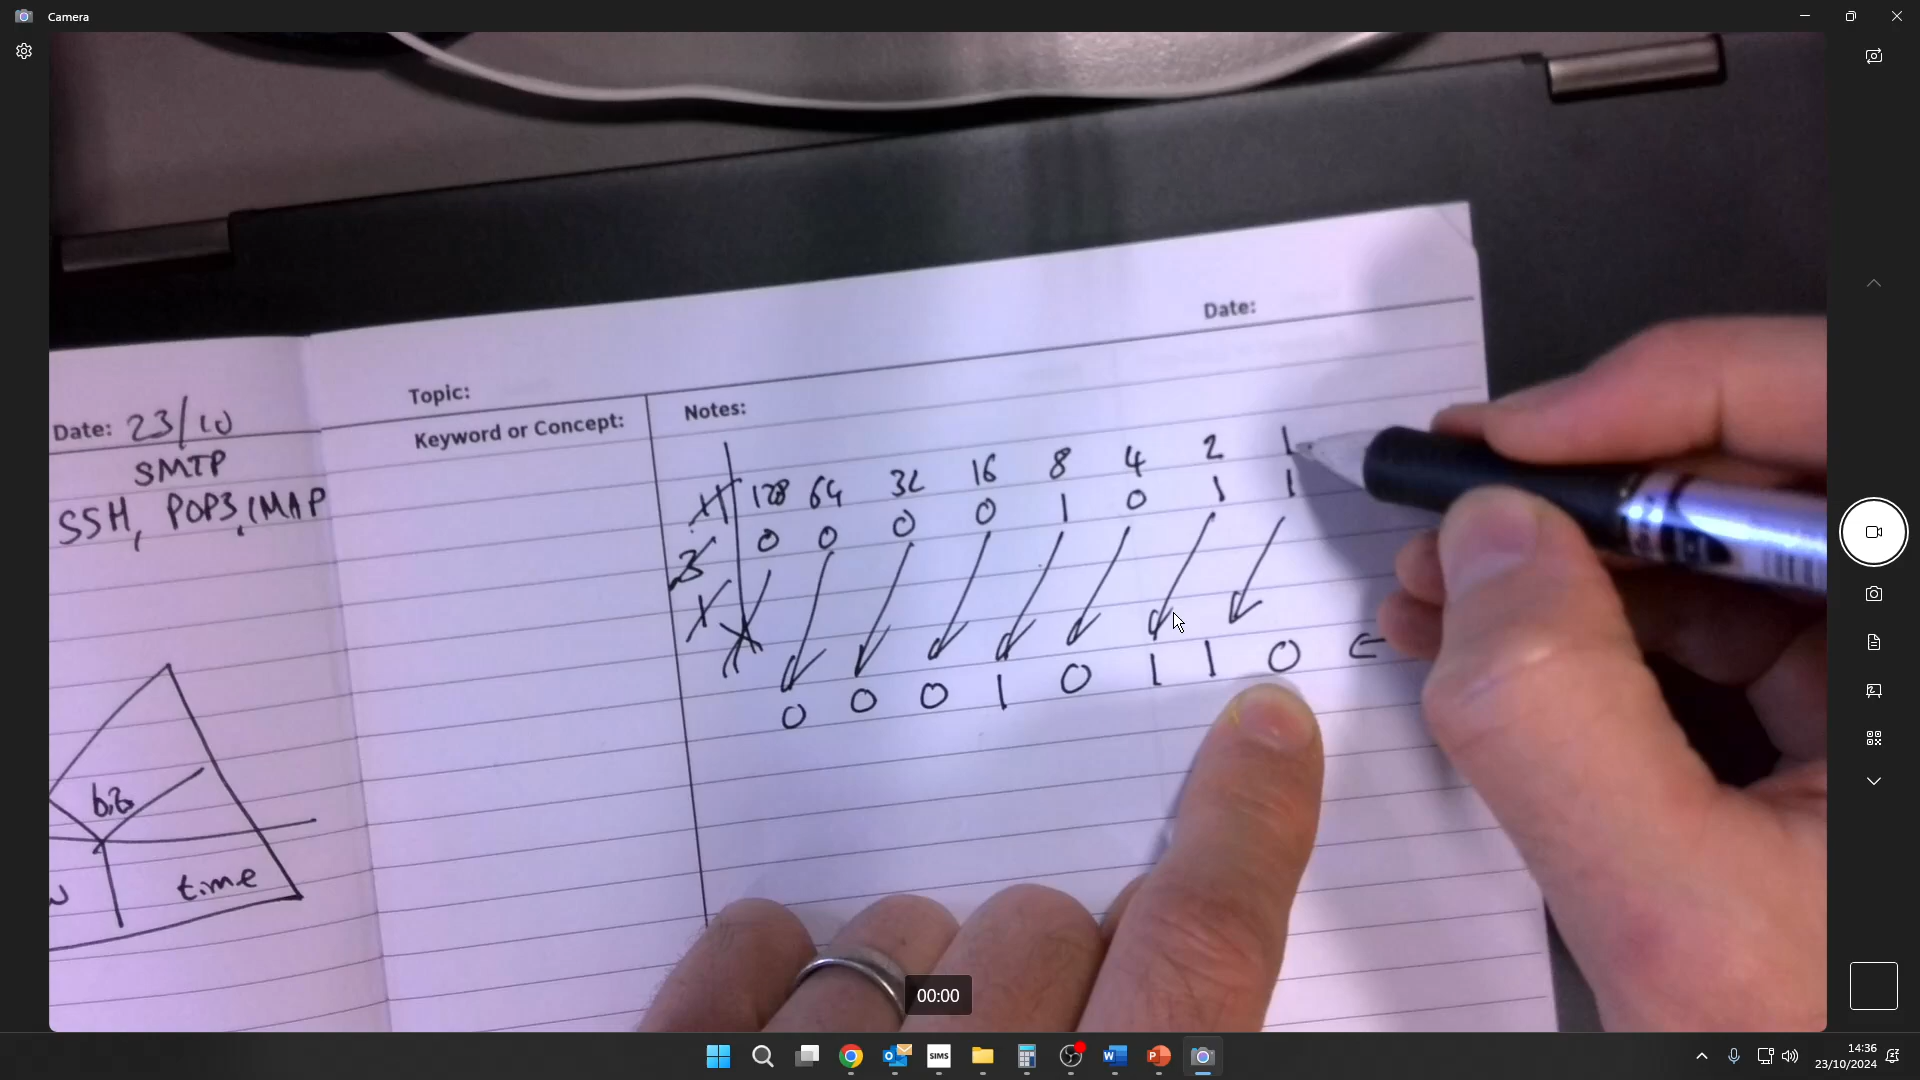 Camera
Date:
Topic:
Date: 23/10
Keyword or Concept:
Notes:
SMTP
SSH, POP3, IMAP
128 64 32 16 8 4 2 1
0 0 0 0 1 0 1 1
0 0 0 1 0 1 1 0
time
00:00
SIMS
14:36
23/10/2024